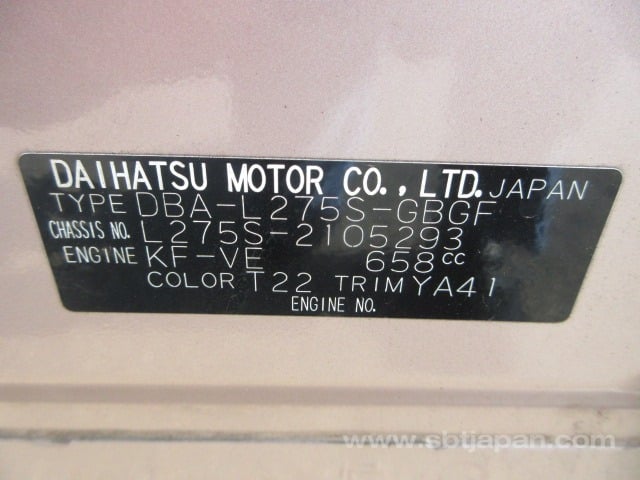 DAIHATSU MOTOR CO., LTD. JAPAN
TYPE DBA-L275S-GBGF
CHASSIS NO. L275S-2105293
ENGINE KF-VE 658cc
COLOR T22 TRIM YA41
ENGINE NO.
www.sbtjapan.com